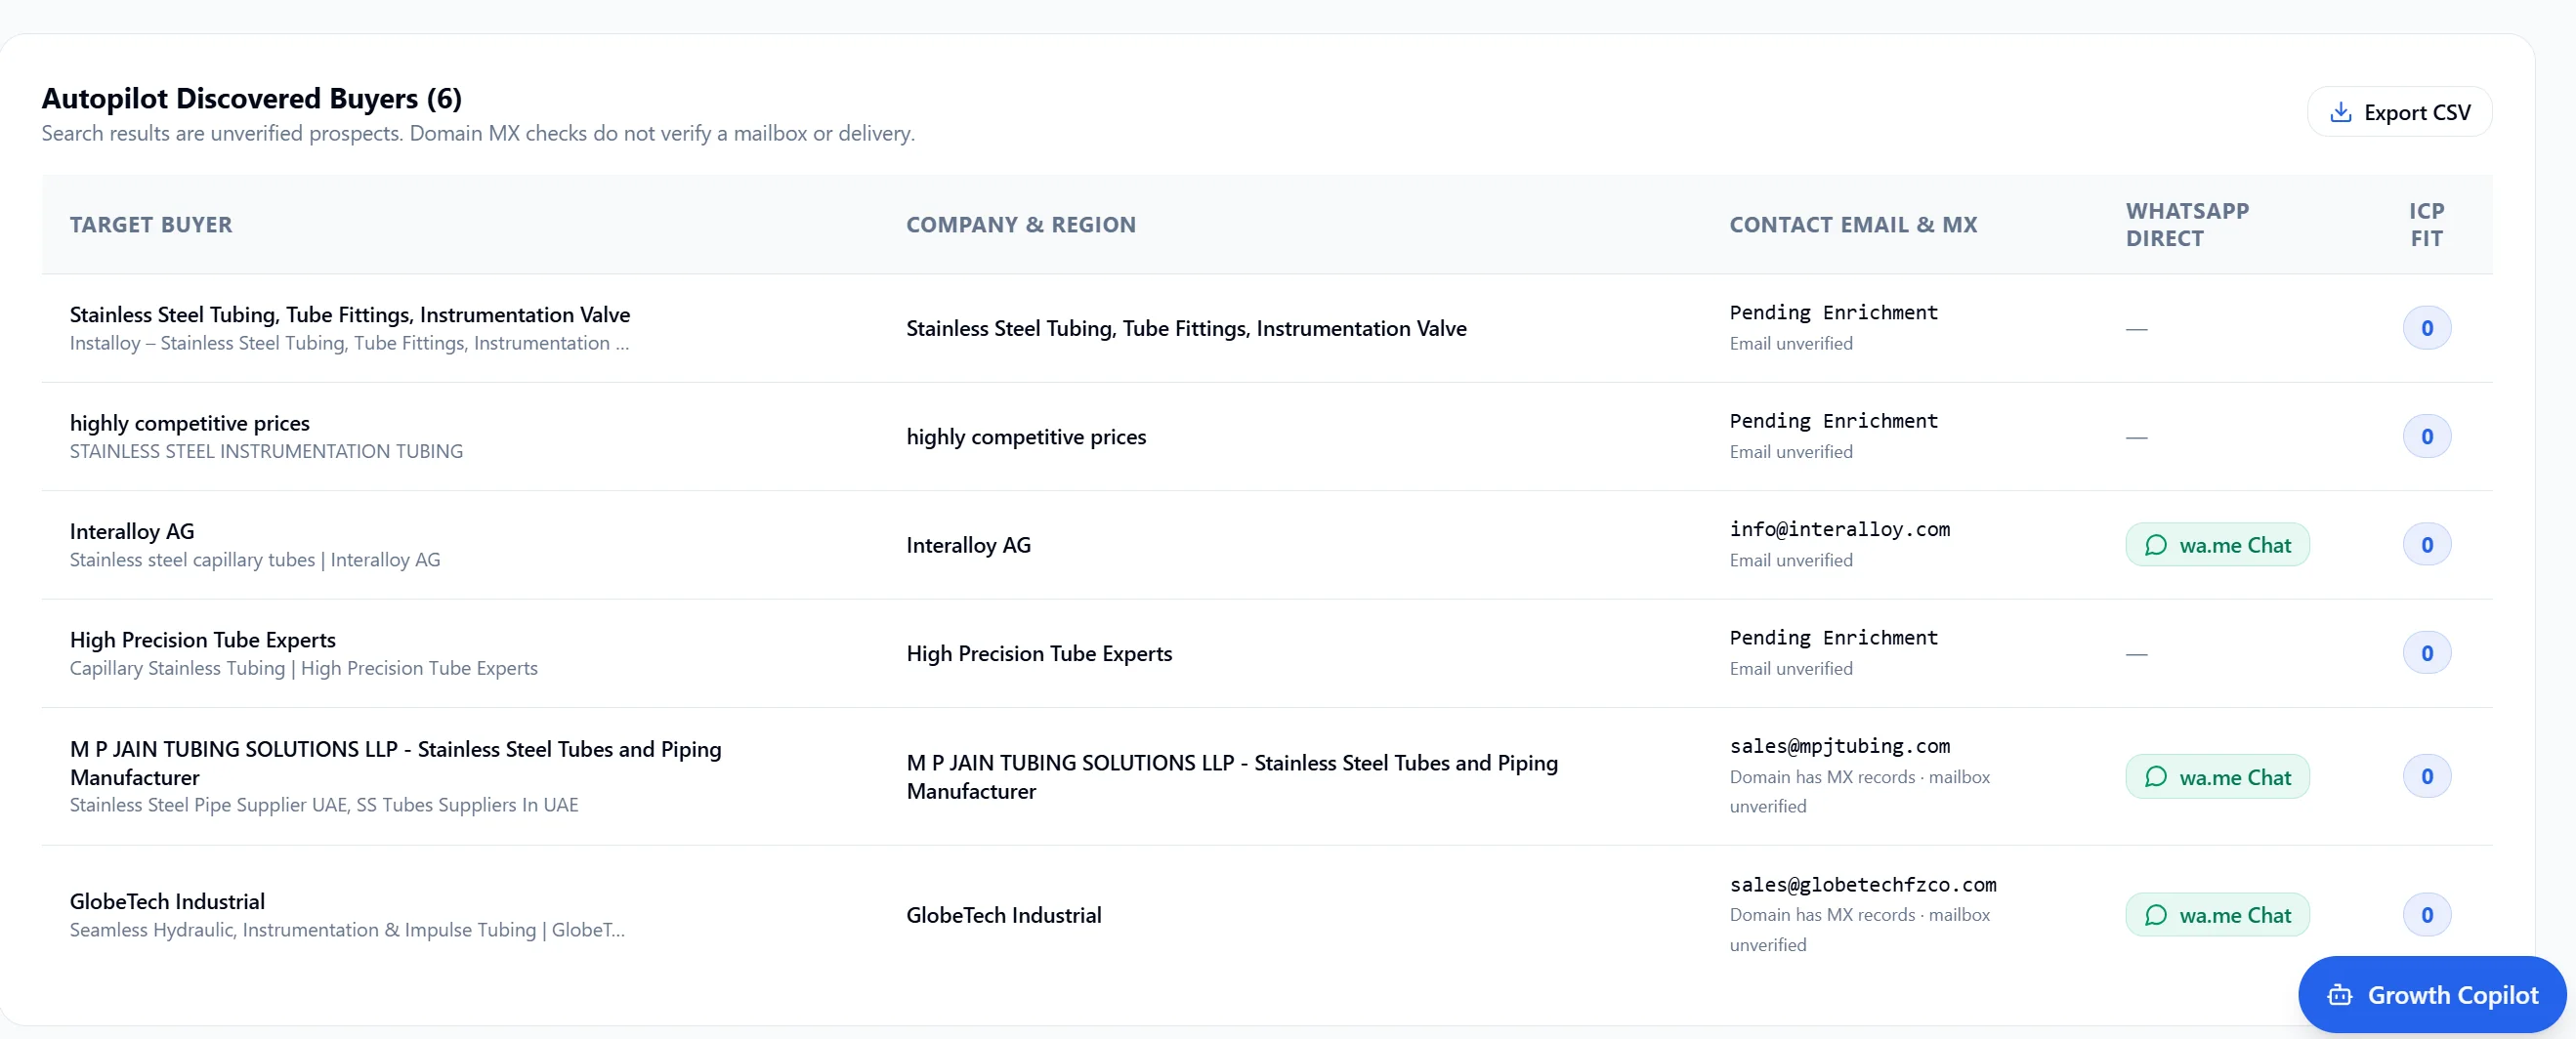 Autopilot Discovered Buyers (6)
Search results are unverified prospects. Domain MX checks do not verify a mailbox or delivery.
Export CSV
TARGET BUYER
COMPANY & REGION
CONTACT EMAIL & MX
WHATSAPP
DIRECT
ICP
FIT
Stainless Steel Tubing, Tube Fittings, Instrumentation Valve
Installoy – Stainless Steel Tubing, Tube Fittings, Instrumentation ...
Stainless Steel Tubing, Tube Fittings, Instrumentation Valve
Pending Enrichment
Email unverified
—
0
highly competitive prices
STAINLESS STEEL INSTRUMENTATION TUBING
highly competitive prices
Pending Enrichment
Email unverified
—
0
Interalloy AG
Stainless steel capillary tubes | Interalloy AG
Interalloy AG
info@interalloy.com
Email unverified
wa.me Chat
0
High Precision Tube Experts
Capillary Stainless Tubing | High Precision Tube Experts
High Precision Tube Experts
Pending Enrichment
Email unverified
—
0
M P JAIN TUBING SOLUTIONS LLP - Stainless Steel Tubes and Piping
Manufacturer
Stainless Steel Pipe Supplier UAE, SS Tubes Suppliers In UAE
M P JAIN TUBING SOLUTIONS LLP - Stainless Steel Tubes and Piping
Manufacturer
sales@mpjtubing.com
Domain has MX records · mailbox
unverified
wa.me Chat
0
GlobeTech Industrial
Seamless Hydraulic, Instrumentation & Impulse Tubing | GlobeT...
GlobeTech Industrial
sales@globetechfzco.com
Domain has MX records · mailbox
unverified
wa.me Chat
0
Growth Copilot